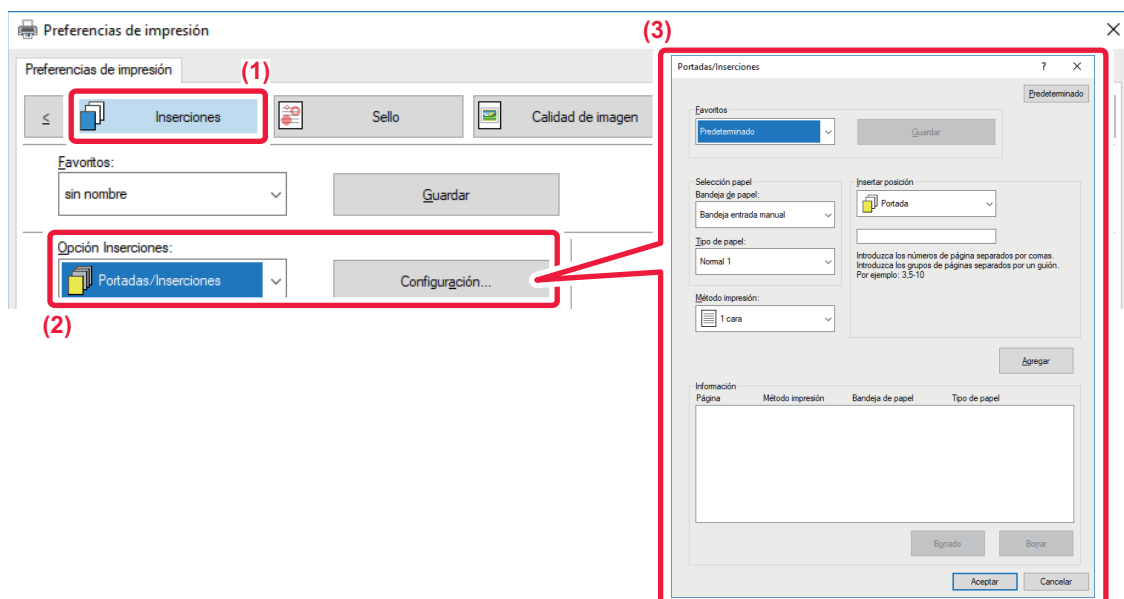 Preferencias de impresión
Preferencias de impresión
(1)
<
Inserciones
Sello
Calidad de imagen
Favoritos:
sin nombre
Guardar
Opción Inserciones:
Portadas/Inserciones
Configuración...
(2)
(3)
Portadas/Inserciones
?
Predeterminado
Favoritos
Predeterminado
Guardar
Selección papel
Bandeja de papel:
Bandeja entrada manual
Tipo de papel:
Normal 1
Método impresión:
1 cara
Insertar posición
Portada
Introduzca los números de página separados por comas.
Introduzca los grupos de páginas separados por un guión.
Por ejemplo: 3,5-10
Agregar
Información
Página Método impresión Bandeja de papel Tipo de papel
Borrado Borrar
Aceptar Cancelar